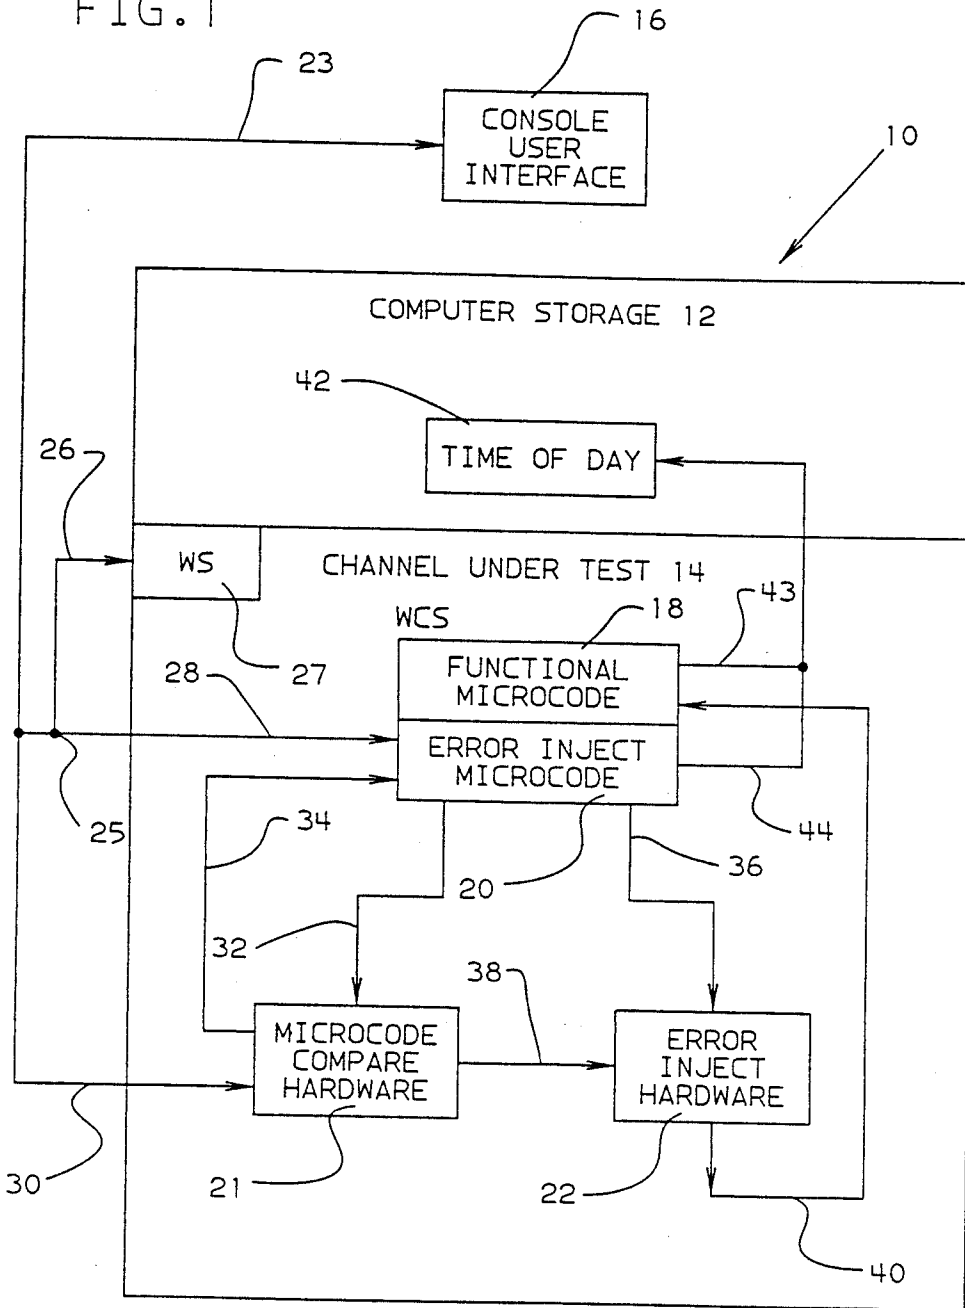 FIG.1
16
23
CONSOLE
USER
INTERFACE
10
COMPUTER STORAGE 12
42
TIME OF DAY
26
WS
CHANNEL UNDER TEST 14
43
WCS
18
27
28
FUNCTIONAL
MICROCODE
ERROR INJECT
MICROCODE
25
34
44
36
20
32
38
MICROCODE
COMPARE
HARDWARE
ERROR
INJECT
HARDWARE
30
21
22
40